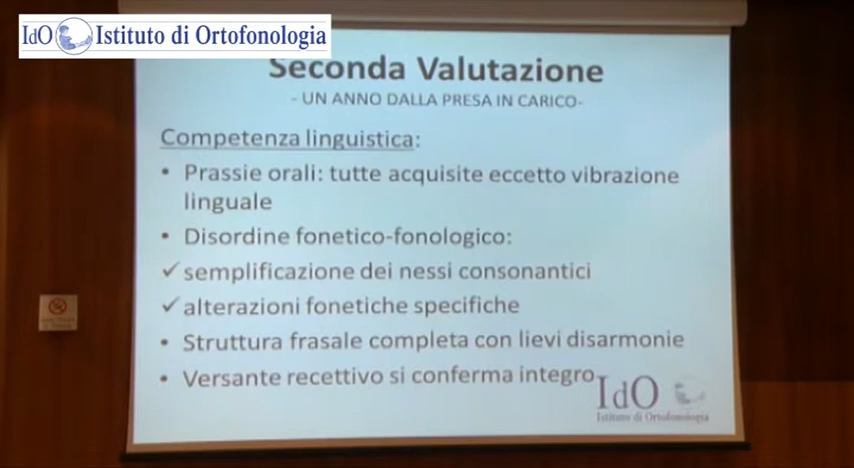 IdO Istituto di Ortofonologia
Seconda Valutazione
- UN ANNO DALLA PRESA IN CARICO-
Competenza linguistica:
• Prassie orali: tutte acquisite eccetto vibrazione
linguale
• Disordine fonetico-fonologico:
✓ semplificazione dei nessi consonantici
✓ alterazioni fonetiche specifiche
• Struttura frasale completa con lievi disarmonie
• Versante recettivo si conferma integro
IdO
Istituto di Ortofonologia